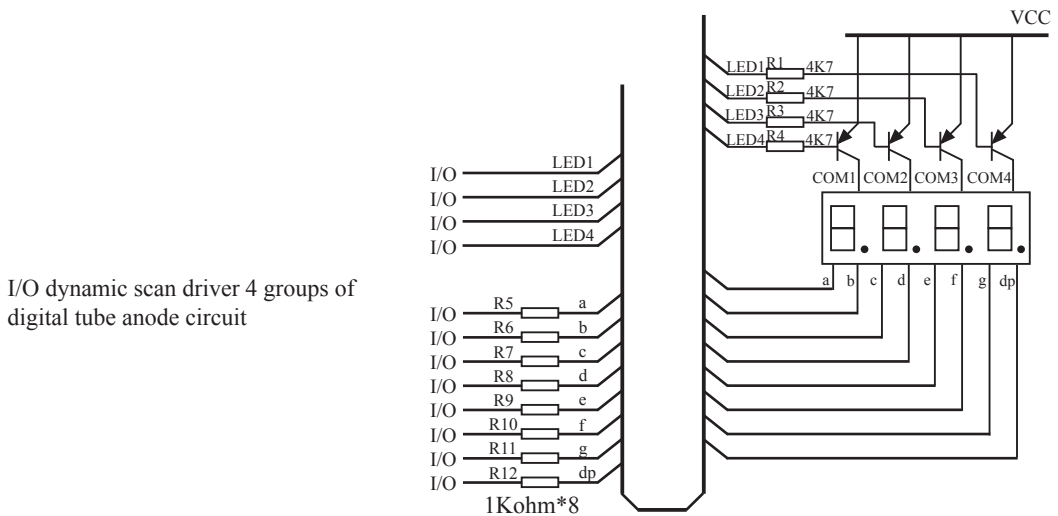 VCC
LED1 R1 4K7
LED2 R2 4K7
LED3 R3 4K7
LED4 R4 4K7
COM1 COM2 COM3 COM4
I/O LED1
I/O LED2
I/O LED3
I/O LED4
a b c d e f g dp
I/O dynamic scan driver 4 groups of
digital tube anode circuit
I/O R5 a
I/O R6 b
I/O R7 c
I/O R8 d
I/O R9 e
I/O R10 f
I/O R11 g
I/O R12 dp
1Kohm*8